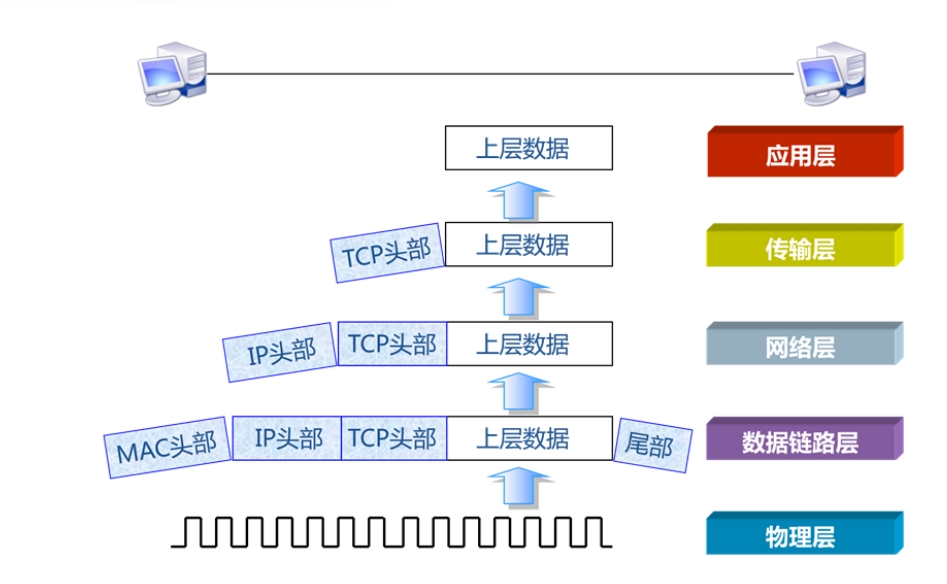 上层数据
应用层
TCP头部 上层数据
传输层
IP头部 TCP头部 上层数据
网络层
MAC头部 IP头部 TCP头部 上层数据 尾部
数据链路层
物理层